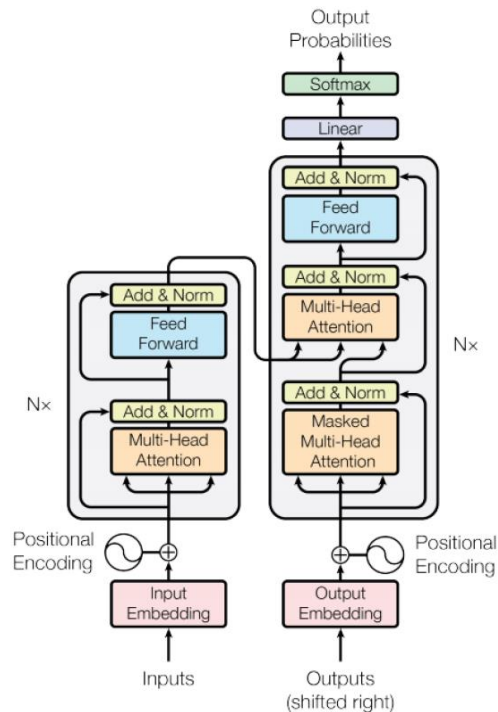 Output
Probabilities
Softmax
Linear
Add & Norm
Feed
Forward
Add & Norm
Multi-Head
Attention
Add & Norm
Masked
Multi-Head
Attention
N×
Positional
Encoding
Output
Embedding
Outputs
(shifted right)
Add & Norm
Feed
Forward
Add & Norm
Multi-Head
Attention
N×
Positional
Encoding
Input
Embedding
Inputs